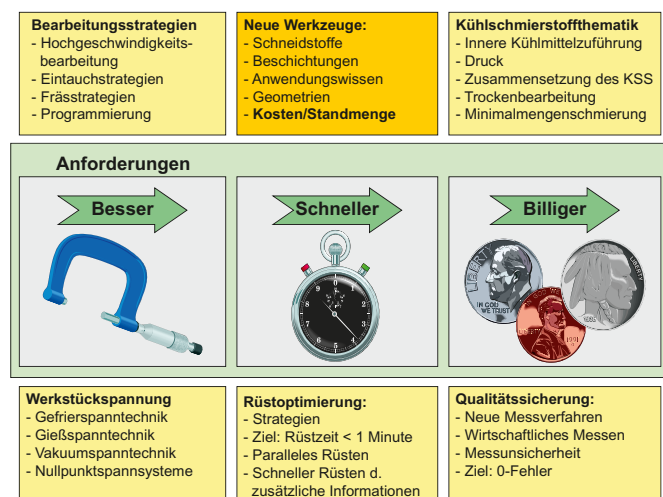 Bearbeitungsstrategien
- Hochgeschwindigkeits-
bearbeitung
- Eintauchstrategien
- Frässtrategien
- Programmierung
Neue Werkzeuge:
- Schneidstoffe
- Beschichtungen
- Anwendungswissen
- Geometrien
- Kosten/Standmenge
Kühlschmierstoffthematik
- Innere Kühlmittelzuführung
- Druck
- Zusammensetzung des KSS
- Trockenbearbeitung
- Minimalmengenschmierung
Anforderungen
Besser
Schneller
Billiger
LIBERTY
IN GOD
WE TRUST
LIBERTY
1991
LIBERTY
Werkstückspannung
- Gefrierspanntechnik
- Gießspanntechnik
- Vakuumspanntechnik
- Nullpunktspannsysteme
Rüstoptimierung:
- Strategien
- Ziel: Rüstzeit < 1 Minute
- Paralleles Rüsten
- Schneller Rüsten d.
zusätzliche Informationen
Qualitätssicherung:
- Neue Messverfahren
- Wirtschaftliches Messen
- Messunsicherheit
- Ziel: 0-Fehler